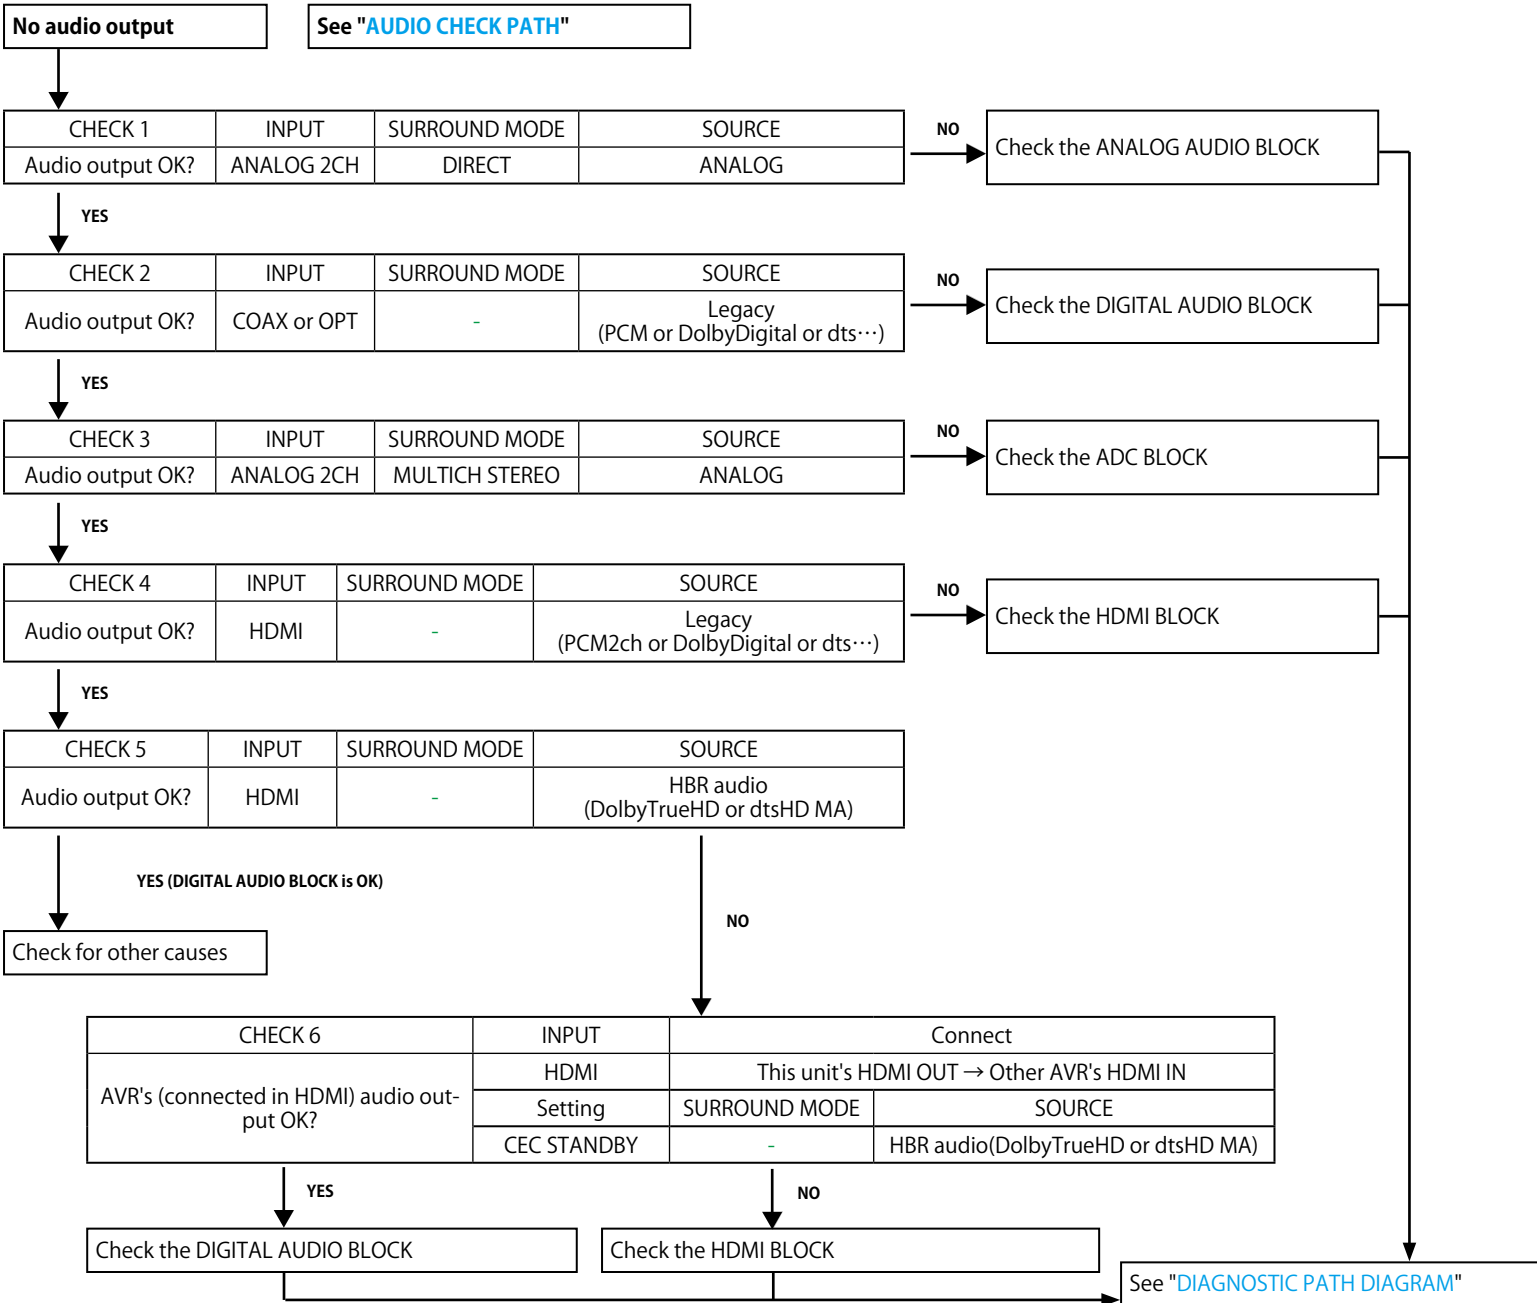 No audio output
See "AUDIO CHECK PATH"
CHECK 1 INPUT SURROUND MODE SOURCE
Audio output OK? ANALOG 2CH DIRECT ANALOG
NO
Check the ANALOG AUDIO BLOCK
YES
CHECK 2 INPUT SURROUND MODE SOURCE
Audio output OK? COAX or OPT - Legacy
(PCM or DolbyDigital or dts⋯)
NO
Check the DIGITAL AUDIO BLOCK
YES
CHECK 3 INPUT SURROUND MODE SOURCE
Audio output OK? ANALOG 2CH MULTICH STEREO ANALOG
NO
Check the ADC BLOCK
YES
CHECK 4 INPUT SURROUND MODE SOURCE
Audio output OK? HDMI - Legacy
(PCM2ch or DolbyDigital or dts⋯)
NO
Check the HDMI BLOCK
YES
CHECK 5 INPUT SURROUND MODE SOURCE
Audio output OK? HDMI - HBR audio
(DolbyTrueHD or dtsHD MA)
YES (DIGITAL AUDIO BLOCK is OK)
NO
Check for other causes
CHECK 6 INPUT Connect
AVR's (connected in HDMI) audio out-
put OK?
HDMI This unit's HDMI OUT → Other AVR's HDMI IN
Setting SURROUND MODE SOURCE
CEC STANDBY - HBR audio(DolbyTrueHD or dtsHD MA)
YES
NO
Check the DIGITAL AUDIO BLOCK
Check the HDMI BLOCK
See "DIAGNOSTIC PATH DIAGRAM"